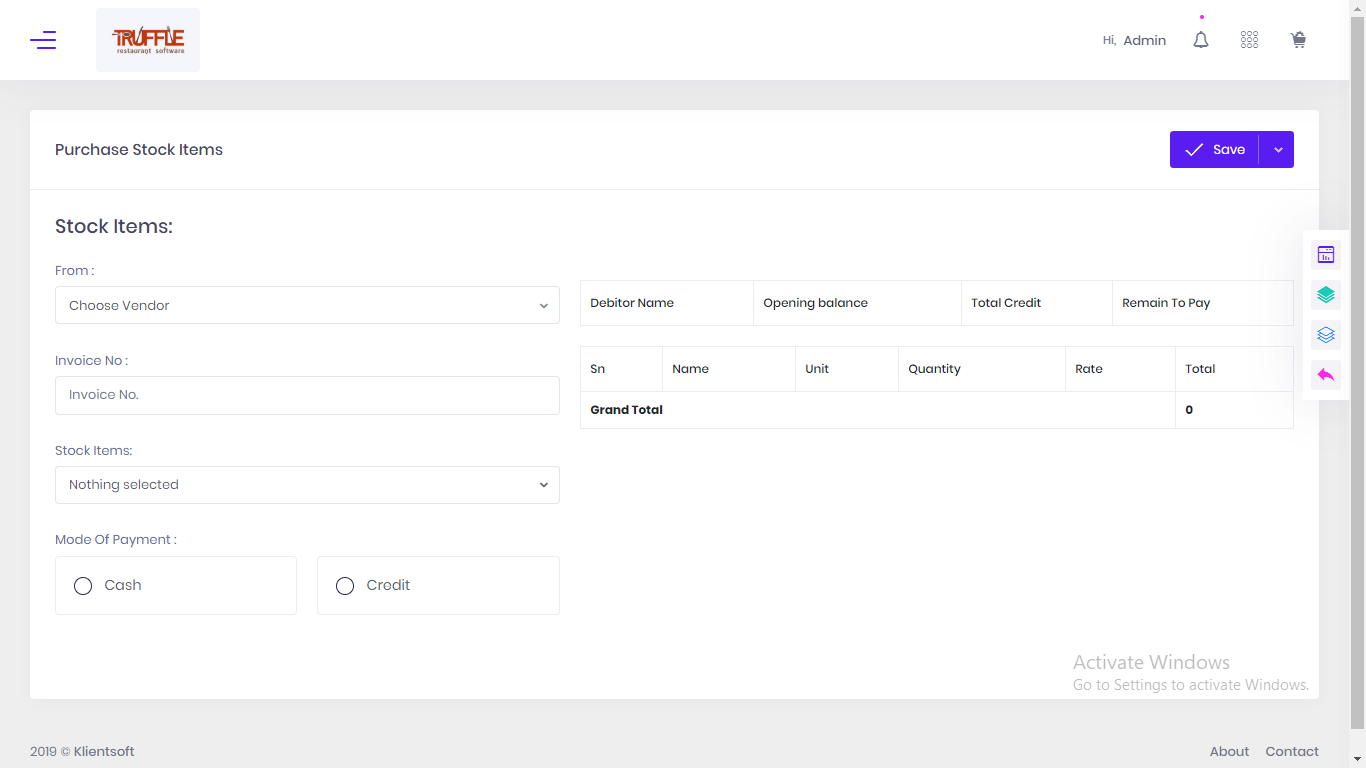 TRUFFLE
restaurant software
Hi, Admin
Purchase Stock Items
Save
Stock Items:
From :
Choose Vendor
Debitor Name Opening balance Total Credit Remain To Pay
Invoice No :
Invoice No.
Sn Name Unit Quantity Rate Total
Grand Total 0
Stock Items:
Nothing selected
Mode Of Payment :
Cash Credit
Activate Windows
Go to Settings to activate Windows.
2019 © Klientsoft
About Contact